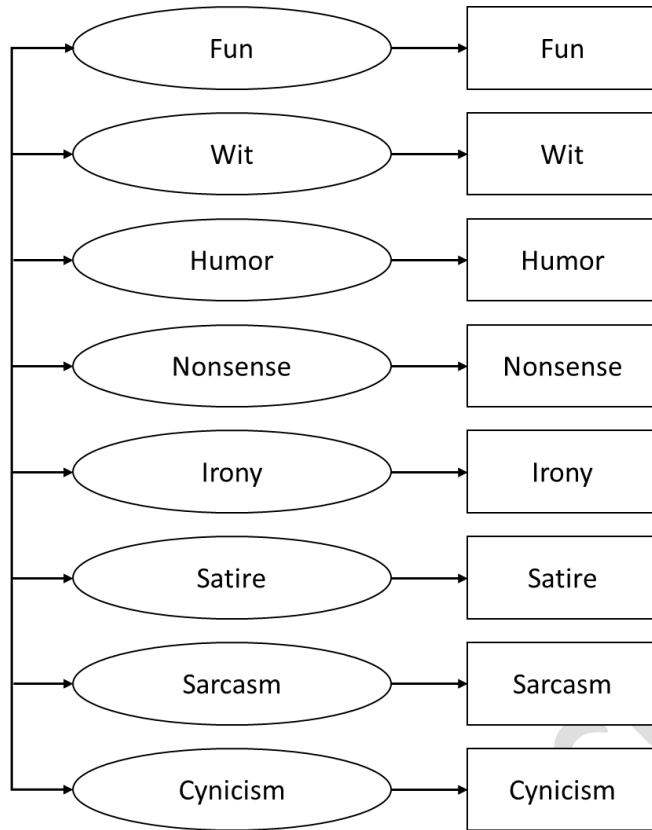 Fun Fun
Wit Wit
Humor Humor
Nonsense Nonsense
Irony Irony
Satire Satire
Sarcasm Sarcasm
Cynicism Cynicism